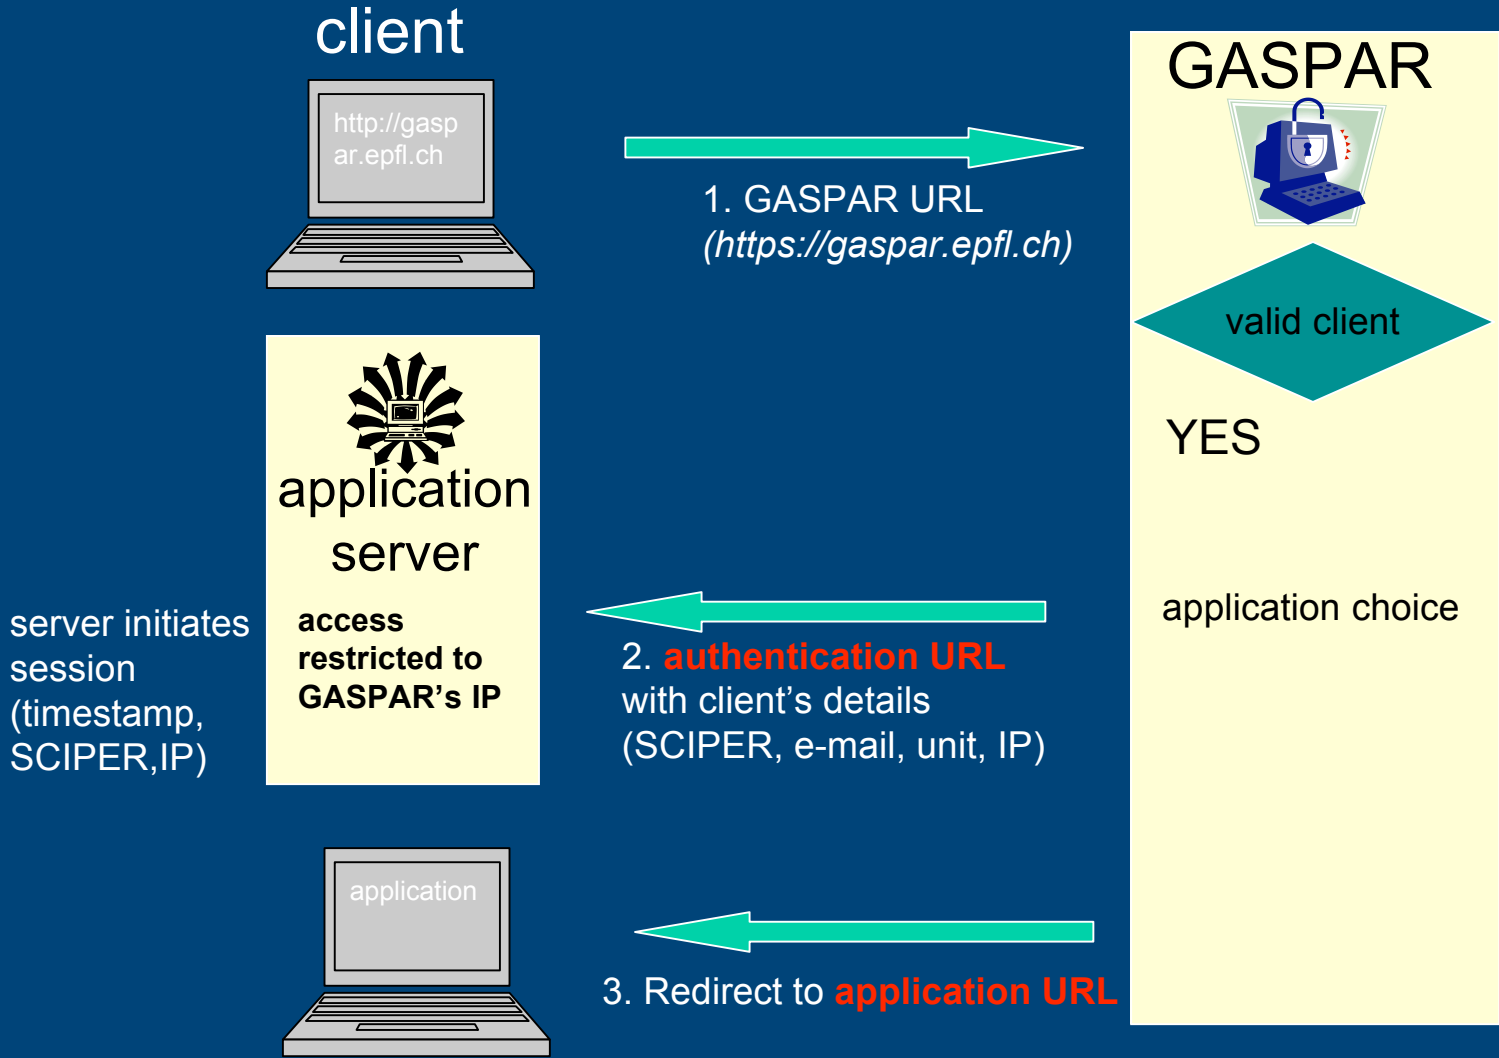 client
http://gasp
ar.epfl.ch
GASPAR
1. GASPAR URL
(https://gaspar.epfl.ch)
valid client
YES
application
server
access
restricted to
GASPAR’s IP
server initiates
session
(timestamp,
SCIPER,IP)
application choice
2. authentication URL
with client’s details
(SCIPER, e-mail, unit, IP)
application
3. Redirect to application URL